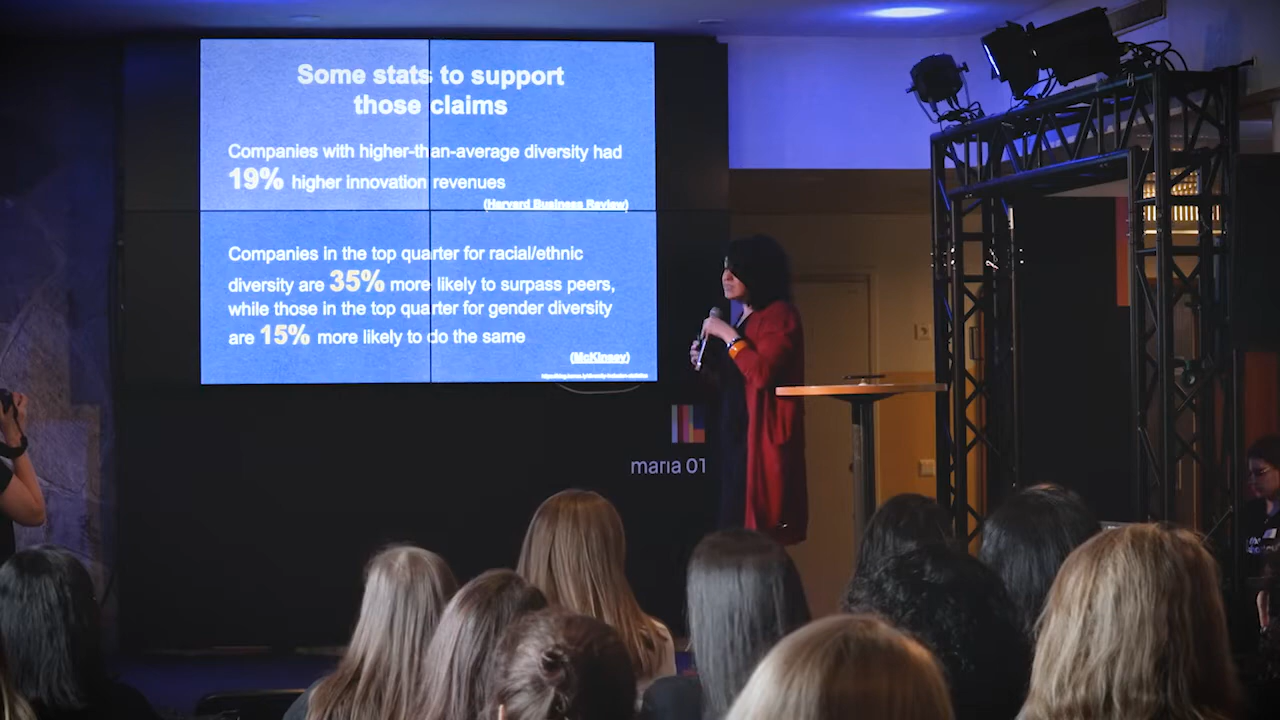 Some stats to support
those claims
Companies with higher-than-average diversity had
19% higher innovation revenues
(Harvard Business Review)
Companies in the top quarter for racial/ethnic
diversity are 35% more likely to surpass peers,
while those in the top quarter for gender diversity
are 15% more likely to do the same
(McKinsey)
maria 01